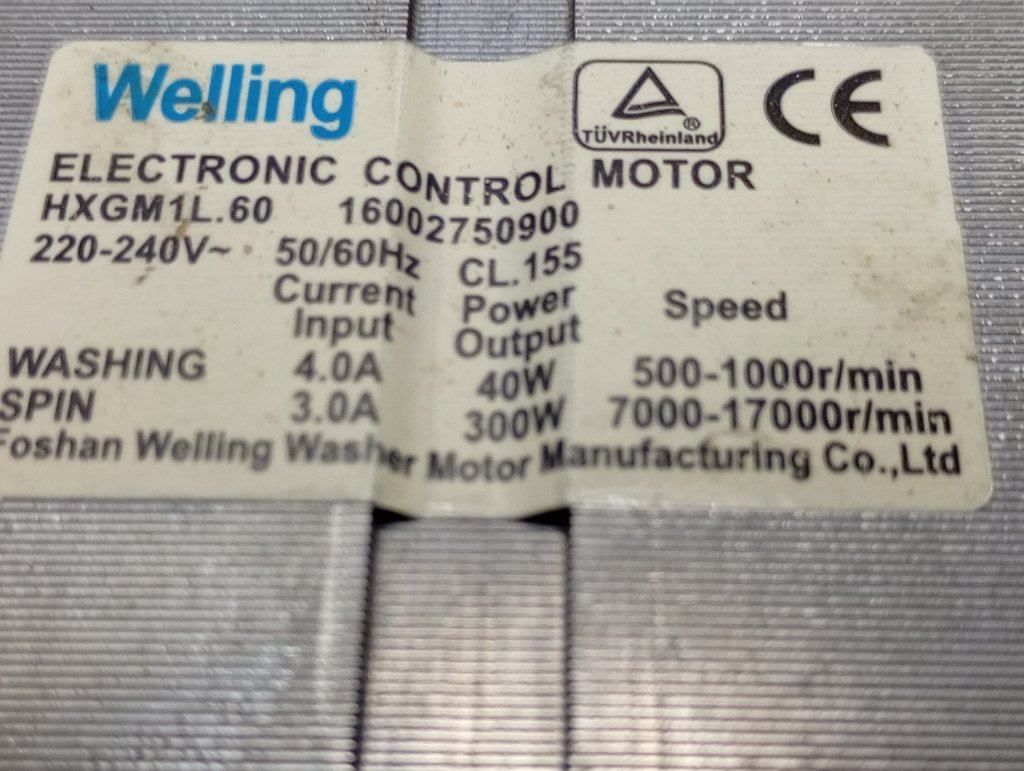 Welling
TÜVRheinland®
CE
ELECTRONIC CONTROL MOTOR
HXGM1L.60 16002750900
220-240V~ 50/60Hz CL.155
Current Power Speed
Input Output
WASHING 4.0A 40W 500-1000r/min
SPIN 3.0A 300W 7000-17000r/min
Foshan Welling Washer Motor Manufacturing Co.,Ltd